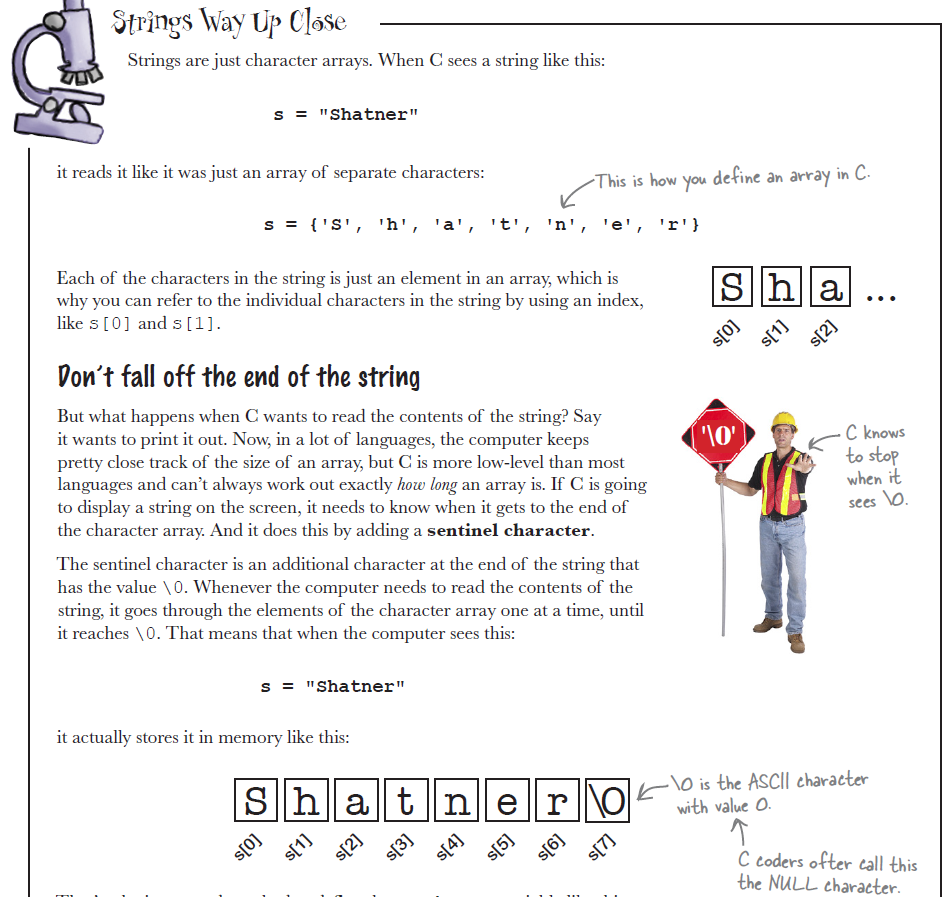 Strings Way Up Close
Strings are just character arrays. When C sees a string like this:
s = "Shatner"
it reads it like it was just an array of separate characters:
This is how you define an array in C.
s = {'S', 'h', 'a', 't', 'n', 'e', 'r'}
Each of the characters in the string is just an element in an array, which is
why you can refer to the individual characters in the string by using an index,
like s[0] and s[1].
S h a ...
s[0] s[1] s[2]
Don't fall off the end of the string
But what happens when C wants to read the contents of the string? Say
it wants to print it out. Now, in a lot of languages, the computer keeps
pretty close track of the size of an array, but C is more low-level than most
languages and can't always work out exactly how long an array is. If C is going
to display a string on the screen, it needs to know when it gets to the end of
the character array. And it does this by adding a sentinel character.
'\0'
C knows
to stop
when it
sees \0.
The sentinel character is an additional character at the end of the string that
has the value \0. Whenever the computer needs to read the contents of the
string, it goes through the elements of the character array one at a time, until
it reaches \0. That means that when the computer sees this:
s = "Shatner"
it actually stores it in memory like this:
S h a t n e r \0
s[0] s[1] s[2] s[3] s[4] s[5] s[6] s[7]
\0 is the ASCII character
with value 0.
C coders ofter call this
the NULL character.